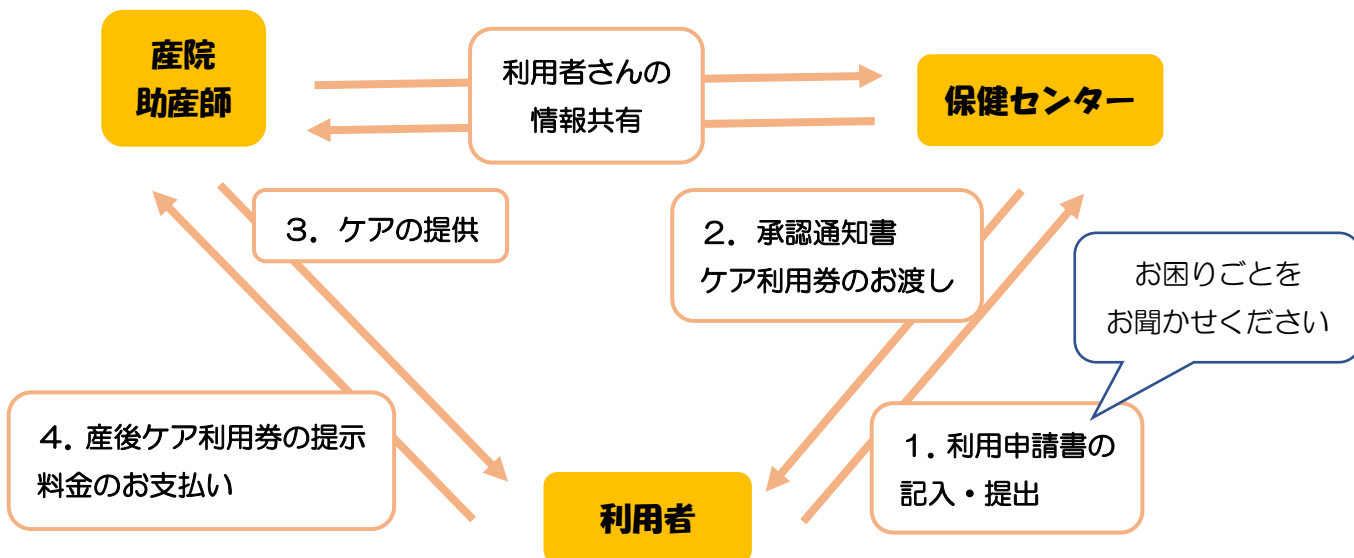 産院
助産師
利用者さんの
情報共有
保健センター
３．ケアの提供
２．承認通知書
ケア利用券のお渡し
お困りごとを
お聞かせください
４．産後ケア利用券の提示
料金のお支払い
１．利用申請書の
記入・提出
利用者